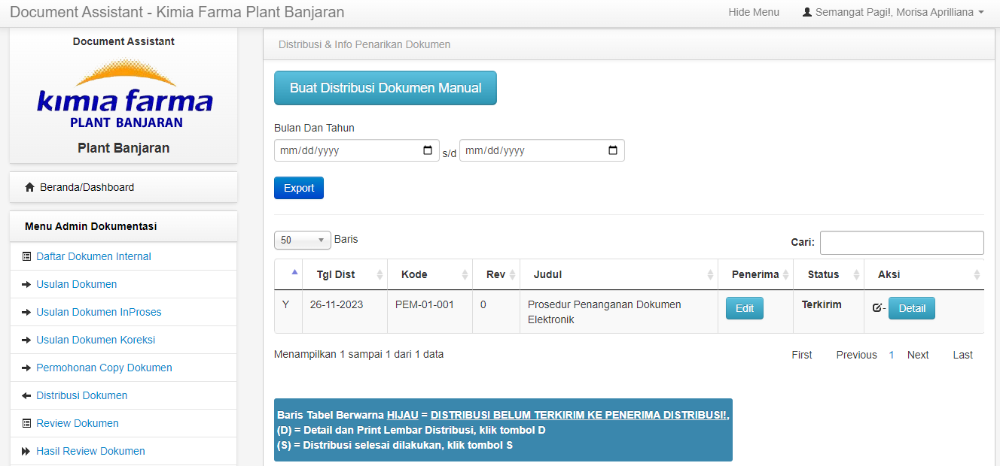 Document Assistant - Kimia Farma Plant Banjaran
Hide Menu
Semangat Pagi!, Morisa Aprilliana
Document Assistant
kimia farma
PLANT BANJARAN
Plant Banjaran
Beranda/Dashboard
Menu Admin Dokumentasi
Daftar Dokumen Internal
Usulan Dokumen
Usulan Dokumen InProses
Usulan Dokumen Koreksi
Permohonan Copy Dokumen
Distribusi Dokumen
Review Dokumen
Hasil Review Dokumen
Distribusi & Info Penarikan Dokumen
Buat Distribusi Dokumen Manual
Bulan Dan Tahun
mm/dd/yyyy s/d mm/dd/yyyy
Export
50 Baris
Cari:
Tgl Dist Kode Rev Judul Penerima Status Aksi
Y 26-11-2023 PEM-01-001 0 Prosedur Penanganan Dokumen Edit Terkirim - Detail
Elektronik
Menampilkan 1 sampai 1 dari 1 data
First Previous 1 Next Last
Baris Tabel Berwarna HIJAU = DISTRIBUSI BELUM TERKIRIM KE PENERIMA DISTRIBUSI!,
(D) = Detail dan Print Lembar Distribusi, klik tombol D
(S) = Distribusi selesai dilakukan, klik tombol S